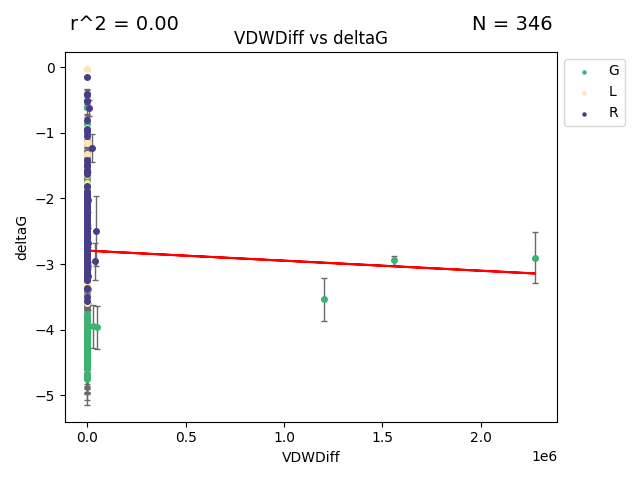 r^2 = 0.00
N = 346
VDWDiff vs deltaG
G
L
R
deltaG
0
−1
−2
−3
−4
−5
0.0
0.5
1.0
1.5
2.0
1e6
VDWDiff